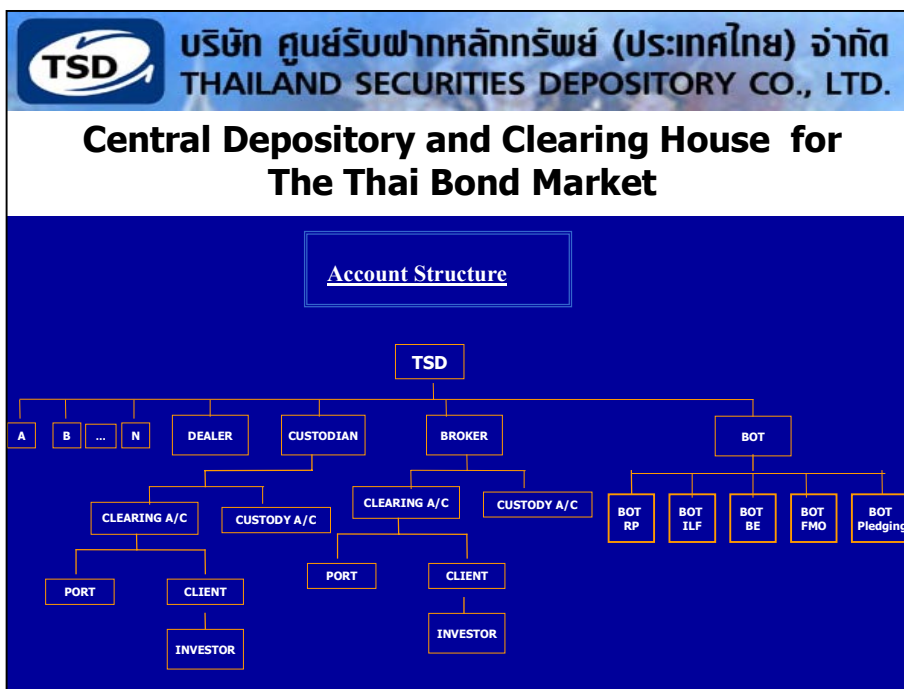 TSD
บริษัท ศูนย์รับฝากหลักทรัพย์ (ประเทศไทย) จำกัด
THAILAND SECURITIES DEPOSITORY CO., LTD.
Central Depository and Clearing House for
The Thai Bond Market
Account Structure
TSD
A B ... N DEALER CUSTODIAN BROKER BOT
CLEARING A/C CUSTODY A/C CLEARING A/C CUSTODY A/C
BOT RP
BOT ILF
BOT BE
BOT FMO
BOT Pledging
PORT CLIENT PORT CLIENT
INVESTOR INVESTOR